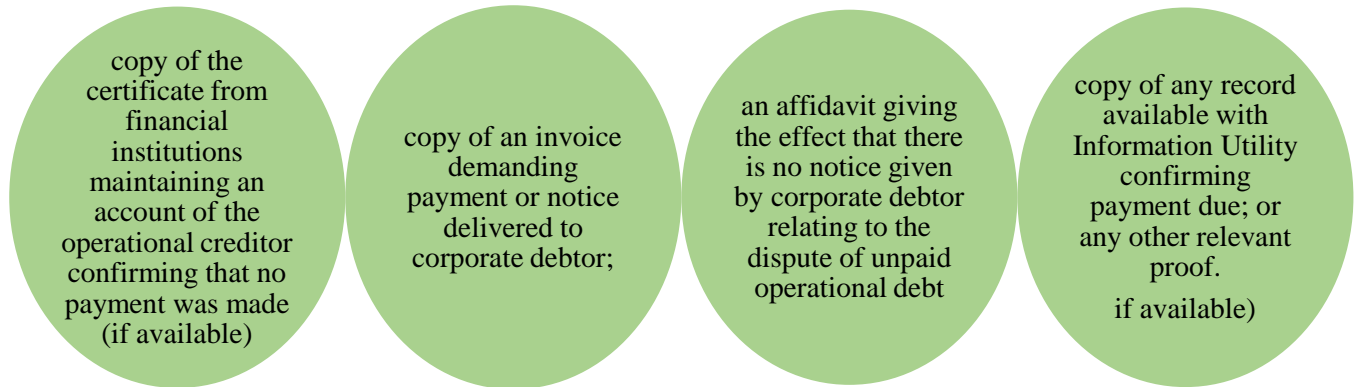 copy of the
certificate from
financial
institutions
maintaining an
account of the
operational creditor
confirming that no
payment was made
(if available)
copy of an invoice
demanding
payment or notice
delivered to
corporate debtor;
an affidavit giving
the effect that there
is no notice given
by corporate debtor
relating to the
dispute of unpaid
operational debt
copy of any record
available with
Information Utility
confirming
payment due; or
any other relevant
proof.
if available)